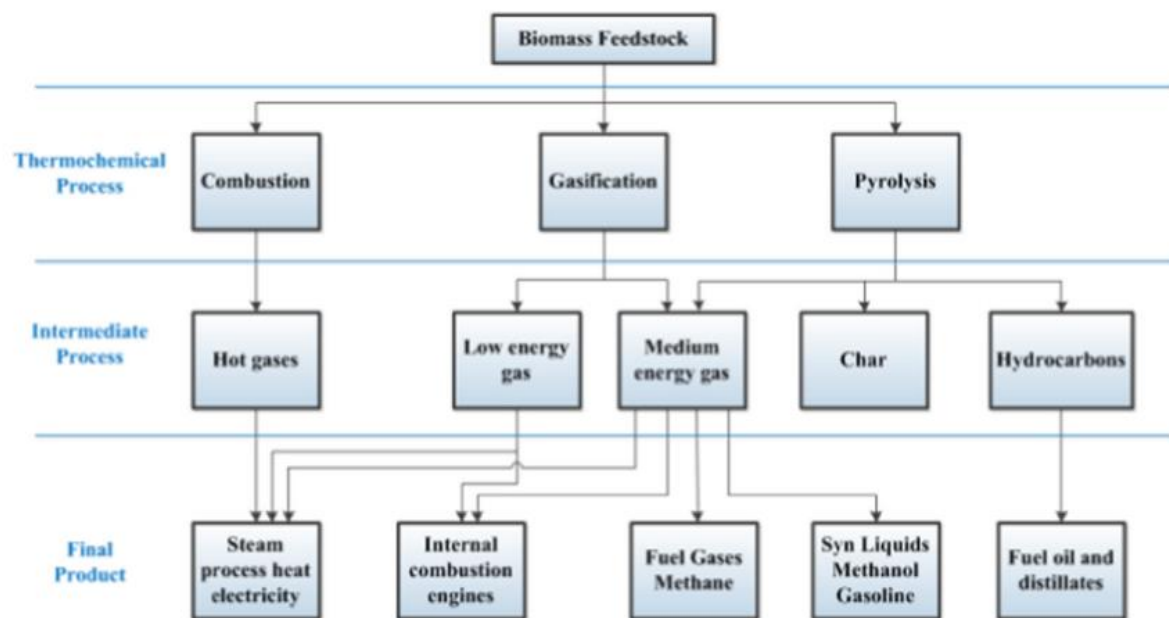 Biomass Feedstock
Thermochemical
Process
Combustion
Gasification
Pyrolysis
Intermediate
Process
Hot gases
Low energy
gas
Medium
energy gas
Char
Hydrocarbons
Final
Product
Steam
process heat
electricity
Internal
combustion
engines
Fuel Gases
Methane
Syn Liquids
Methanol
Gasoline
Fuel oil and
distillates